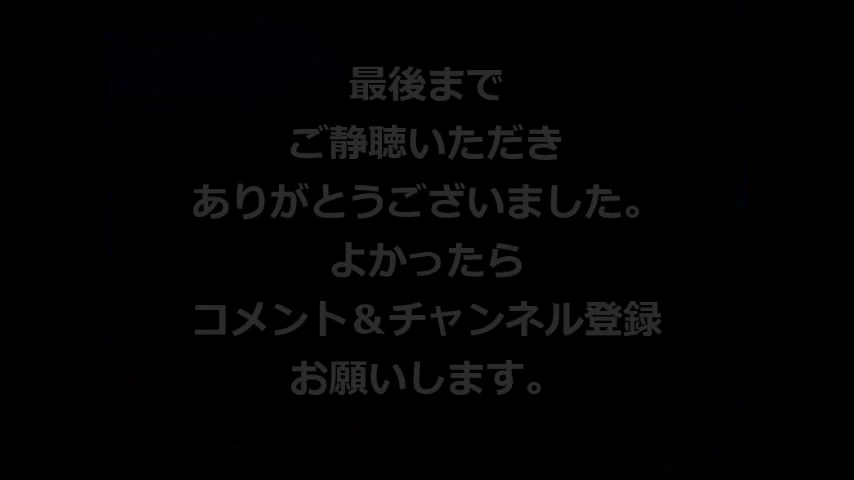 最後まで
ご静聴いただき
ありがとうございました。
よかったら
コメント＆チャンネル登録
お願いします。